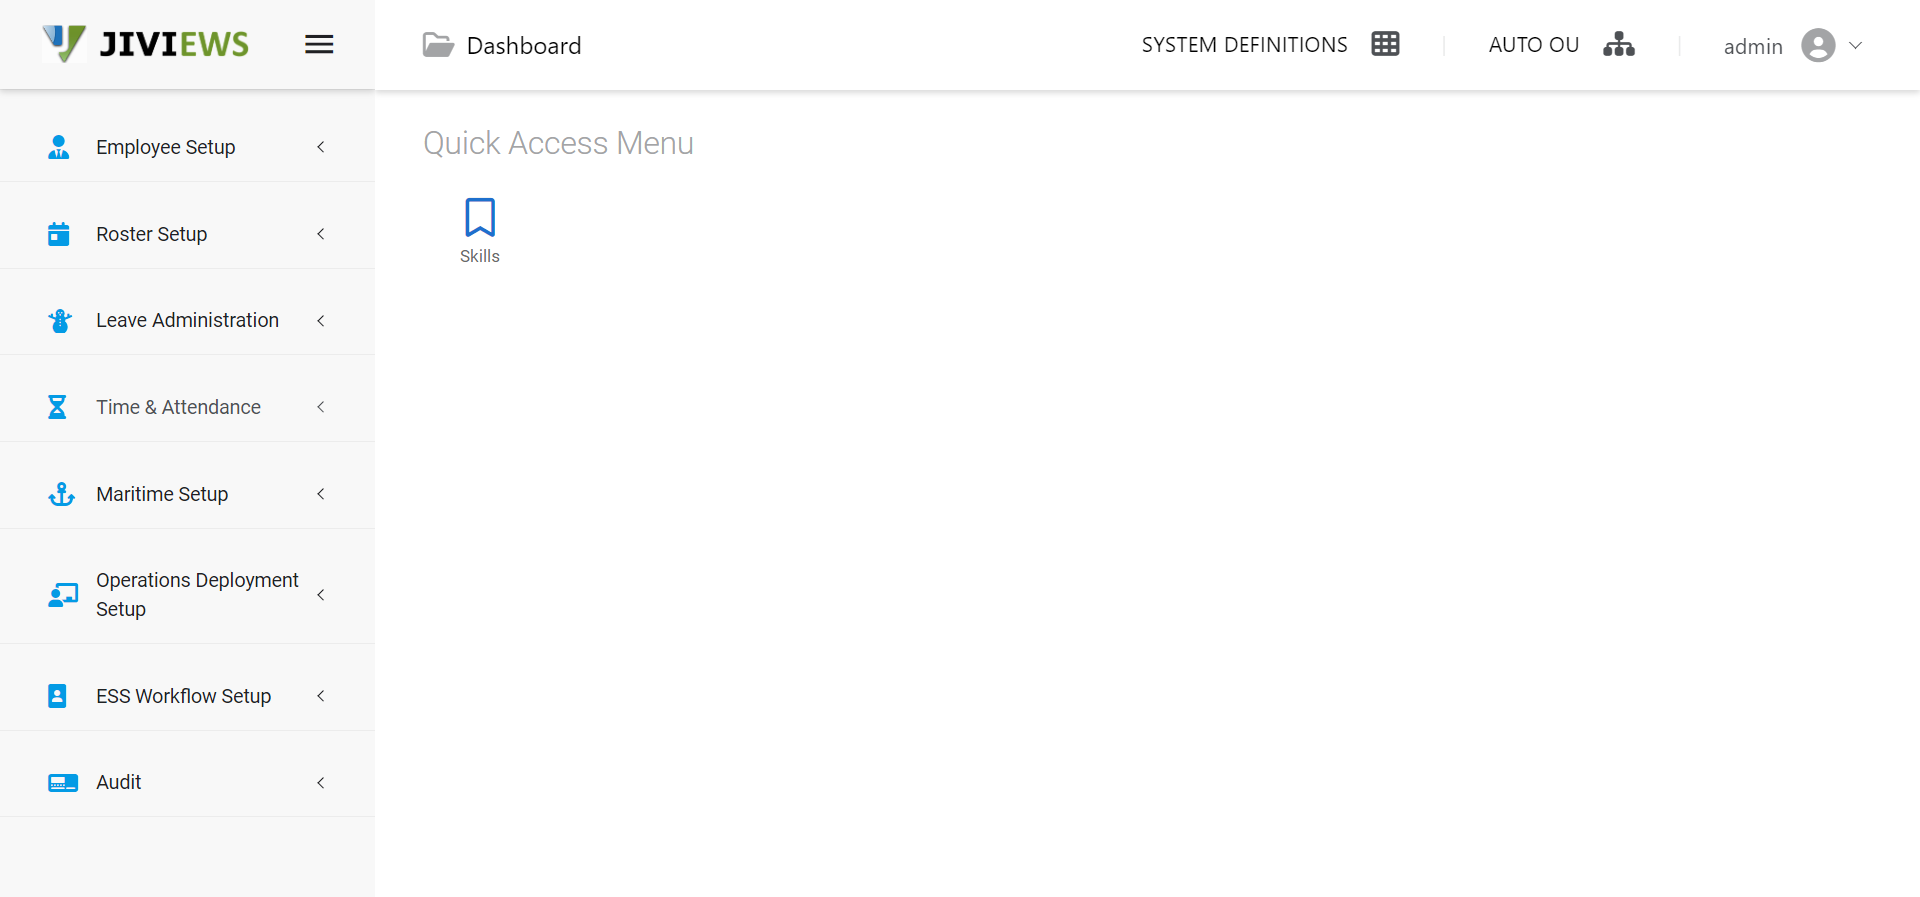 JIVIEWS
Dashboard
SYSTEM DEFINITIONS
AUTO OU
admin
Employee Setup
Roster Setup
Leave Administration
Time & Attendance
Maritime Setup
Operations Deployment
Setup
ESS Workflow Setup
Audit
Quick Access Menu
Skills